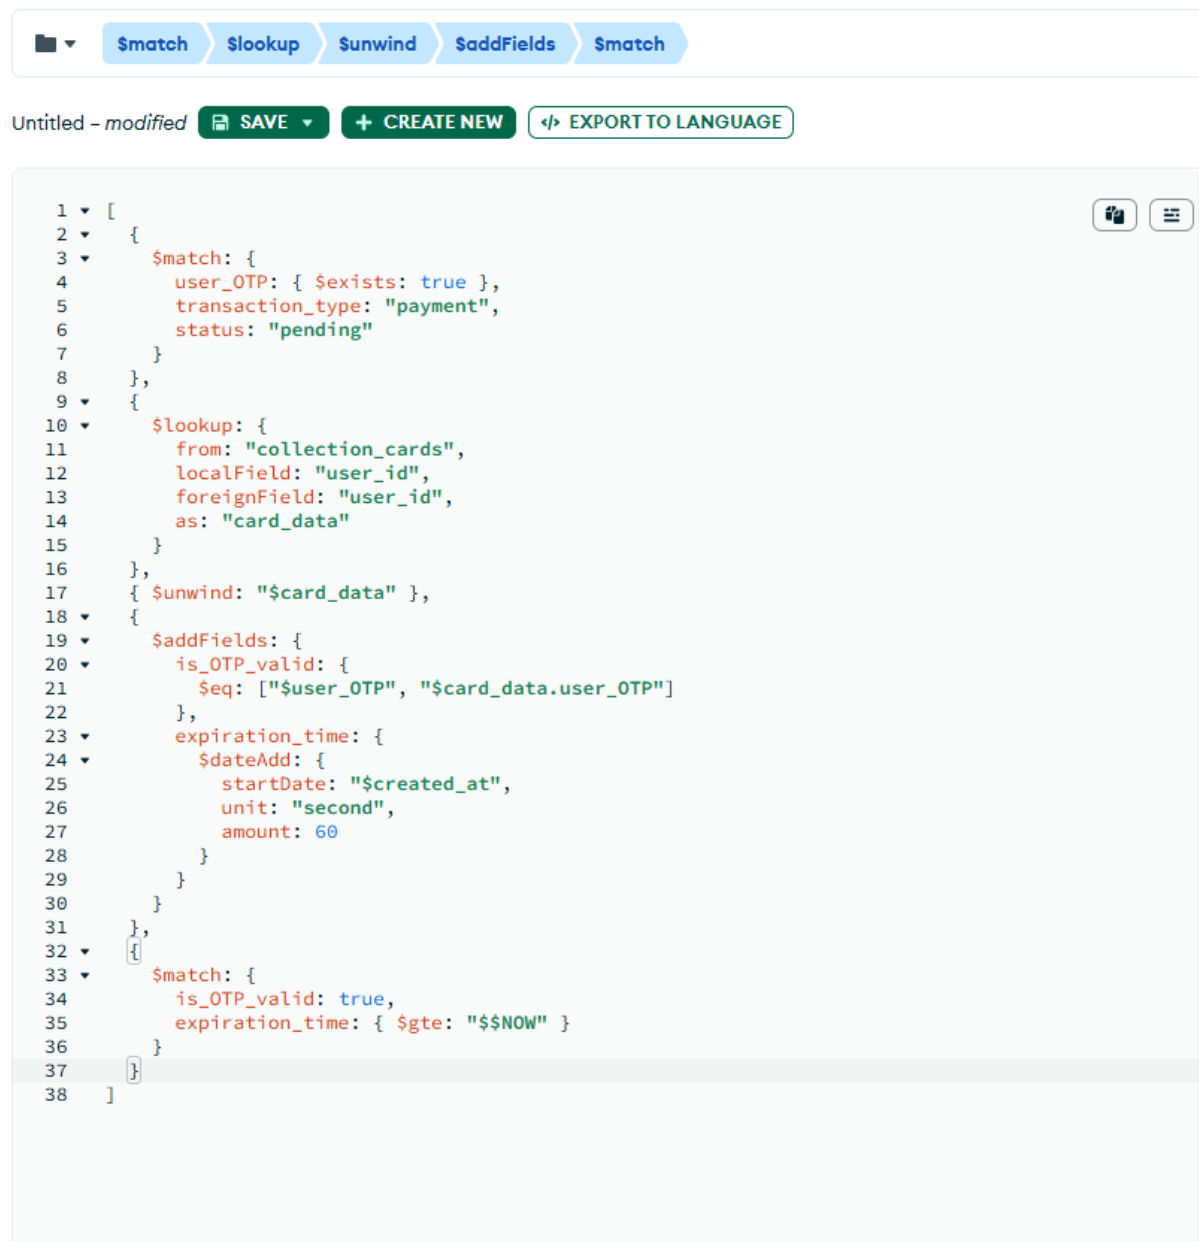 $match $lookup $unwind $addFields $match
Untitled – modified SAVE + CREATE NEW </> EXPORT TO LANGUAGE
1 [
2 {
3 $match: {
4 user_OTP: { $exists: true },
5 transaction_type: "payment",
6 status: "pending"
7 }
8 },
9 {
10 $lookup: {
11 from: "collection_cards",
12 localField: "user_id",
13 foreignField: "user_id",
14 as: "card_data"
15 }
16 },
17 { $unwind: "$card_data" },
18 {
19 $addFields: {
20 is_OTP_valid: {
21 $eq: ["$user_OTP", "$card_data.user_OTP"]
22 },
23 expiration_time: {
24 $dateAdd: {
25 startDate: "$created_at",
26 unit: "second",
27 amount: 60
28 }
29 }
30 }
31 },
32 {
33 $match: {
34 is_OTP_valid: true,
35 expiration_time: { $gte: "$$NOW" }
36 }
37 }
38 ]